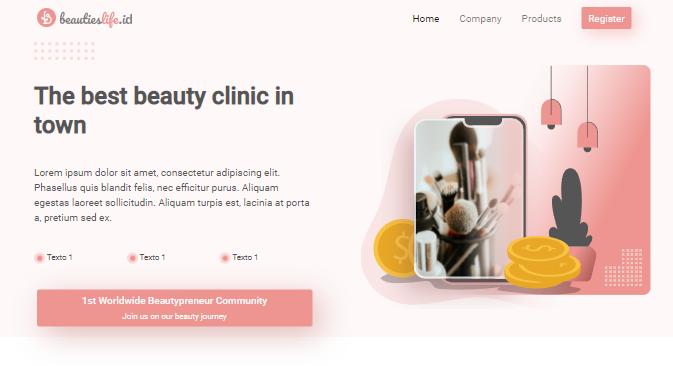 beautieslife.id
Home Company Products Register
The best beauty clinic in
town
Lorem ipsum dolor sit amet, consectetur adipiscing elit.
Phasellus quis blandit felis, nec efficitur purus. Aliquam
egestas laoreet sollicitudin. Aliquam turpis est, lacinia at porta
a, pretium sed ex.
Texto 1 Texto 1 Texto 1
1st Worldwide Beautypreneur Community
Join us on our beauty journey
$